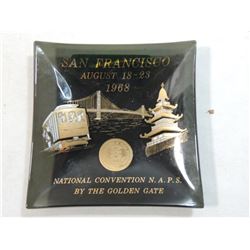 SAN FRANCISCO
AUGUST 18-23
1968
NATIONAL CONVENTION N.A.P.S.
BY THE GOLDEN GATE